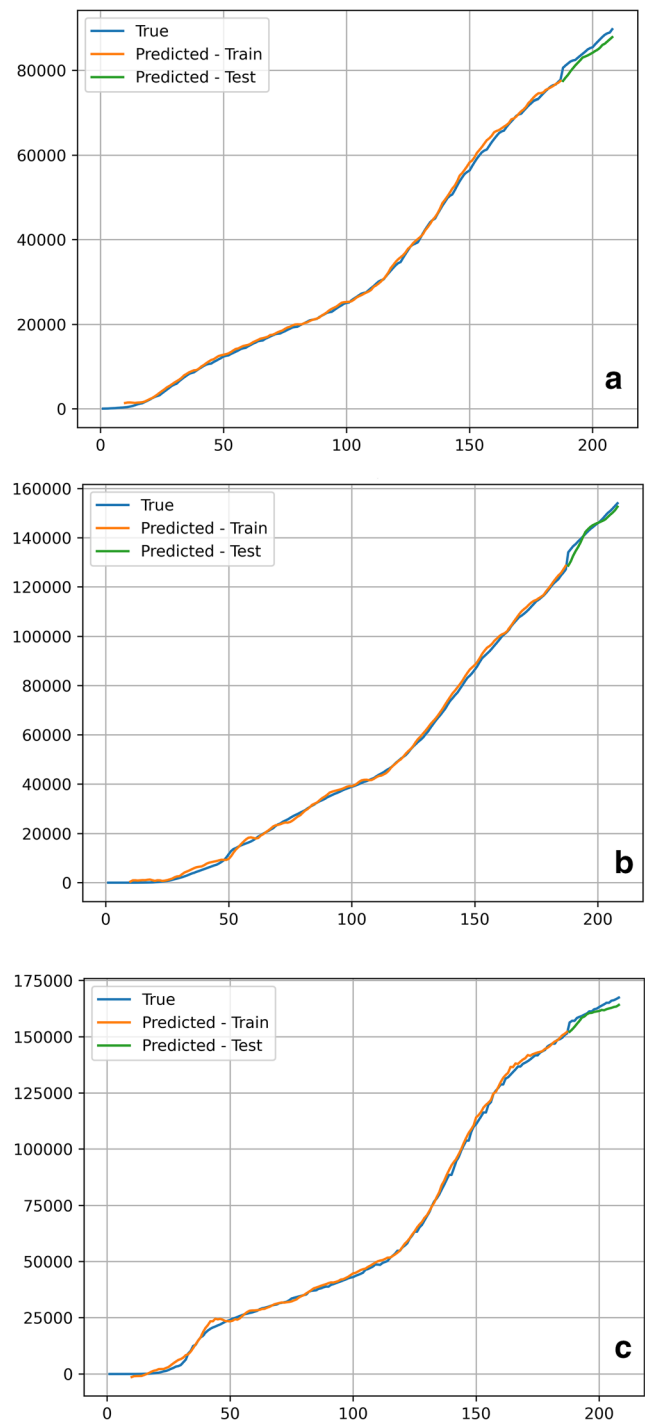 True
Predicted - Train
Predicted - Test
80000
60000
40000
20000
0
a
0 50 100 150 200
160000
True
Predicted - Train
Predicted - Test
140000
120000
100000
80000
60000
40000
20000
0
b
0 50 100 150 200
175000
True
Predicted - Train
Predicted - Test
150000
125000
100000
75000
50000
25000
0
c
0 50 100 150 200